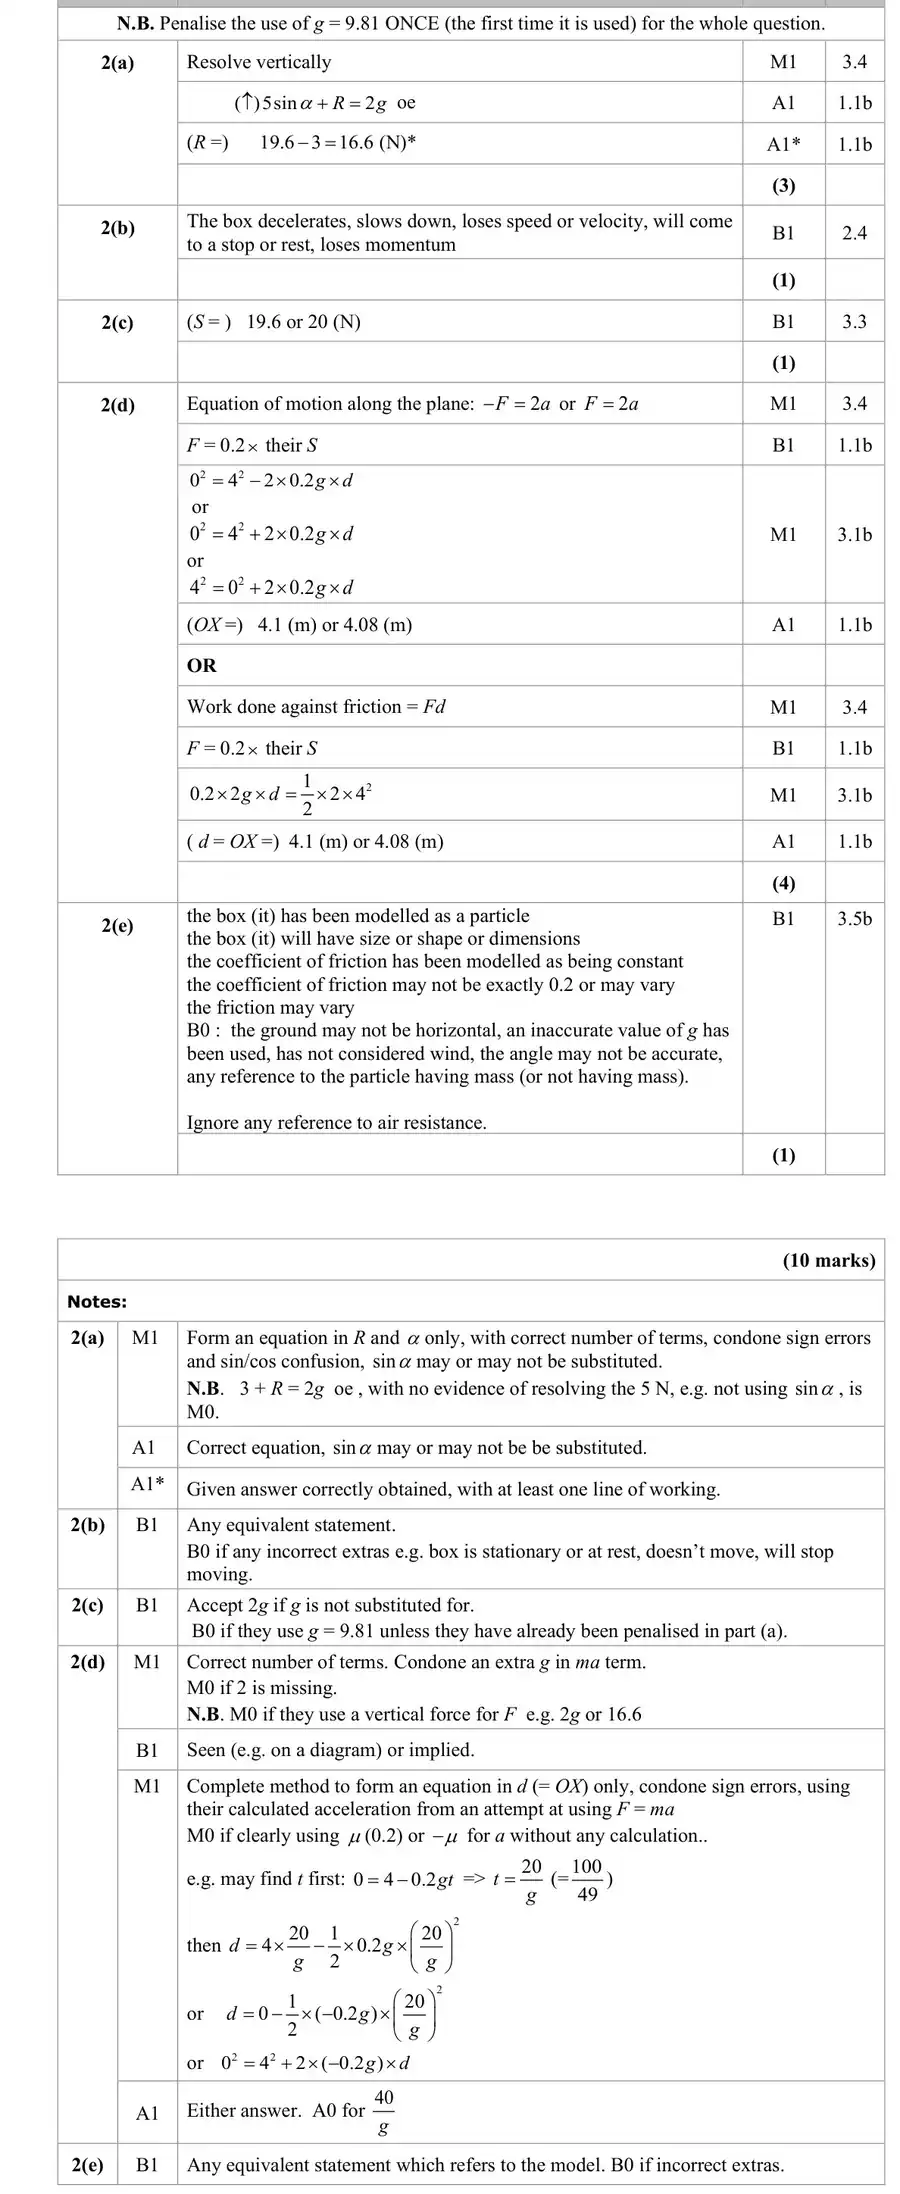 N.B. Penalise the use of g = 9.81 ONCE (the first time it is used) for the whole question.
2(a) Resolve vertically M1 3.4
(↑) 5 sin α + R = 2g oe A1 1.1b
(R =) 19.6 − 3 = 16.6 (N)* A1* 1.1b
(3)
2(b) The box decelerates, slows down, loses speed or velocity, will come
to a stop or rest, loses momentum B1 2.4
(1)
2(c) (S = ) 19.6 or 20 (N) B1 3.3
(1)
2(d) Equation of motion along the plane: −F = 2a or F = 2a M1 3.4
F = 0.2 × their S B1 1.1b
0² = 4² − 2 × 0.2g × d
or
0² = 4² + 2 × 0.2g × d M1 3.1b
or
4² = 0² + 2 × 0.2g × d
(OX =) 4.1 (m) or 4.08 (m) A1 1.1b
OR
Work done against friction = Fd M1 3.4
F = 0.2 × their S B1 1.1b
0.2 × 2g × d = 1/2 × 2 × 4² M1 3.1b
( d = OX =) 4.1 (m) or 4.08 (m) A1 1.1b
(4)
2(e) the box (it) has been modelled as a particle B1 3.5b
the box (it) will have size or shape or dimensions
the coefficient of friction has been modelled as being constant
the coefficient of friction may not be exactly 0.2 or may vary
the friction may vary
B0 : the ground may not be horizontal, an inaccurate value of g has
been used, has not considered wind, the angle may not be accurate,
any reference to the particle having mass (or not having mass).
Ignore any reference to air resistance.
(1)
(10 marks)
Notes:
2(a) M1 Form an equation in R and α only, with correct number of terms, condone sign errors
and sin/cos confusion, sin α may or may not be substituted.
N.B. 3 + R = 2g oe , with no evidence of resolving the 5 N, e.g. not using sin α , is
M0.
A1 Correct equation, sin α may or may not be be substituted.
A1* Given answer correctly obtained, with at least one line of working.
2(b) B1 Any equivalent statement.
B0 if any incorrect extras e.g. box is stationary or at rest, doesn't move, will stop
moving.
2(c) B1 Accept 2g if g is not substituted for.
B0 if they use g = 9.81 unless they have already been penalised in part (a).
2(d) M1 Correct number of terms. Condone an extra g in ma term.
M0 if 2 is missing.
N.B. M0 if they use a vertical force for F e.g. 2g or 16.6
B1 Seen (e.g. on a diagram) or implied.
M1 Complete method to form an equation in d (= OX) only, condone sign errors, using
their calculated acceleration from an attempt at using F = ma
M0 if clearly using μ (0.2) or −μ for a without any calculation..
e.g. may find t first: 0 = 4 − 0.2gt => t = 20/g (= 100/49)
then d = 4 × 20/g − 1/2 × 0.2g × (20/g)²
or d = 0 − 1/2 × (−0.2g) × (20/g)²
or 0² = 4² + 2 × (−0.2g) × d
A1 Either answer. A0 for 40/g
2(e) B1 Any equivalent statement which refers to the model. B0 if incorrect extras.